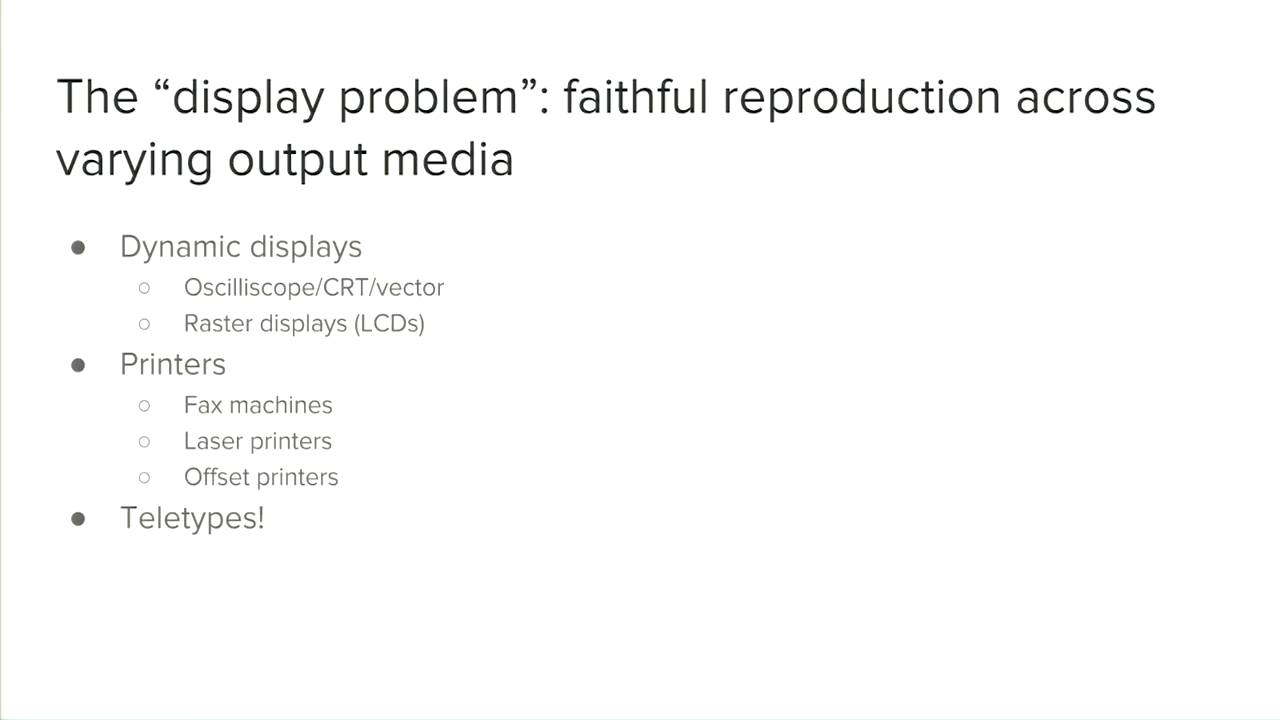 The “display problem”: faithful reproduction across
varying output media
● Dynamic displays
○ Oscilliscope/CRT/vector
○ Raster displays (LCDs)
● Printers
○ Fax machines
○ Laser printers
○ Offset printers
● Teletypes!